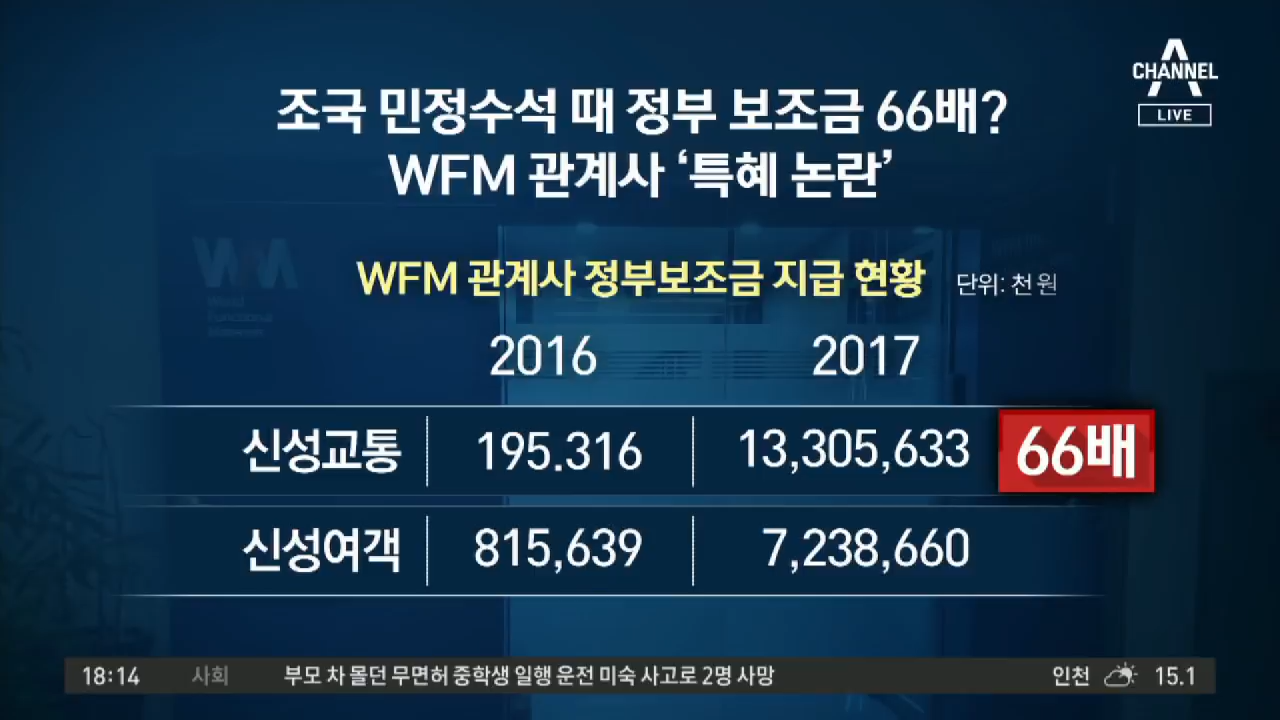 조국 민정수석 때 정부 보조금 66배?
WFM 관계사 ‘특혜 논란’
CHANNEL A
LIVE
WFM 관계사 정부보조금 지급 현황 단위: 천 원
2016 2017
신성교통 195.316 13,305,633 66배
신성여객 815,639 7,238,660
18:14 사회 부모 차 몰던 무면허 중학생 일행 운전 미숙 사고로 2명 사망 인천 15.1